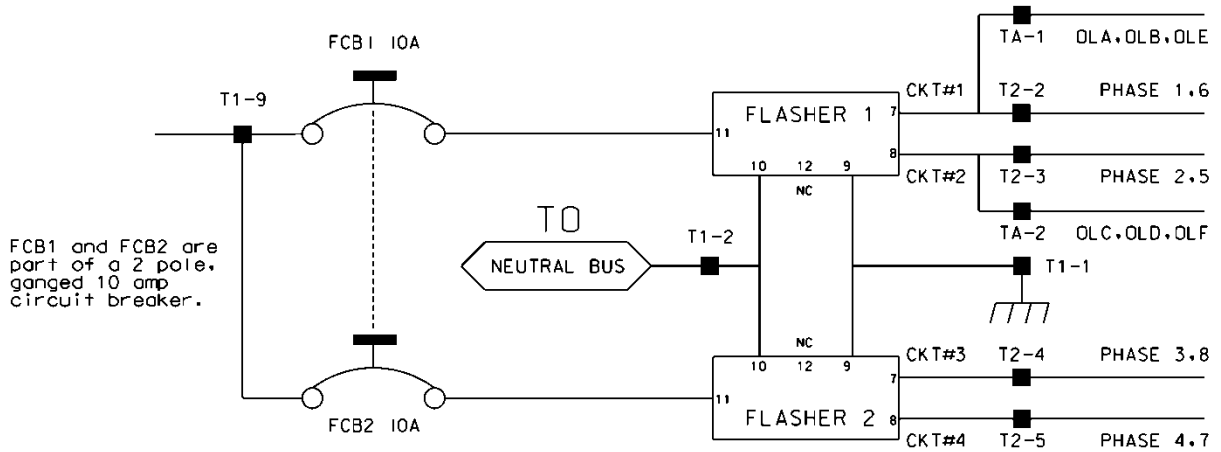 FCB1 10A
T1-9
FCB1 and FCB2 are
part of a 2 pole,
ganged 10 amp
circuit breaker.
FCB2 10A
TO
NEUTRAL BUS
T1-2
FLASHER 1
11
7
8
10 12 9
NC
CKT#1
CKT#2
TA-1 OLA,OLB,OLE
T2-2 PHASE 1,6
T2-3 PHASE 2,5
TA-2 OLC,OLD,OLF
T1-1
NC
10 12 9
11
7
8
FLASHER 2
CKT#3 T2-4 PHASE 3,8
CKT#4 T2-5 PHASE 4,7